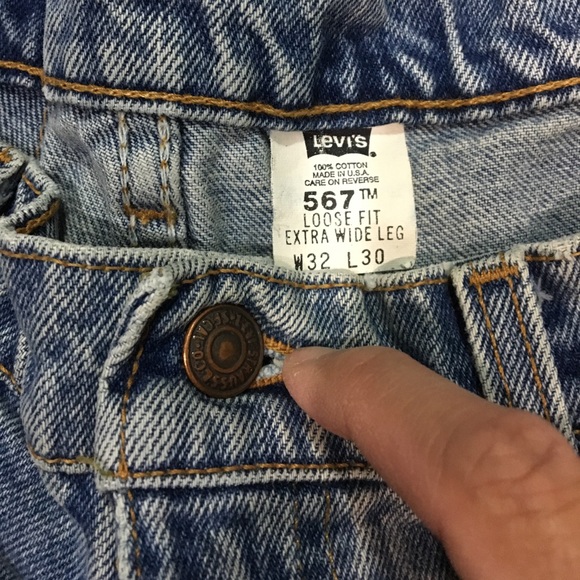 Levi's
100% COTTON
MADE IN U.S.A.
CARE ON REVERSE
567™
LOOSE FIT
EXTRA WIDE LEG
W32 L30